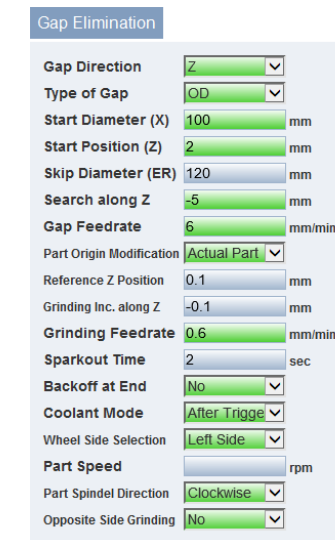 Gap Elimination
Gap Direction Z
Type of Gap OD
Start Diameter (X) 100 mm
Start Position (Z) 2 mm
Skip Diameter (ER) 120 mm
Search along Z -5 mm
Gap Feedrate 6 mm/min
Part Origin Modification Actual Part
Reference Z Position 0.1 mm
Grinding Inc. along Z -0.1 mm
Grinding Feedrate 0.6 mm/min
Sparkout Time 2 sec
Backoff at End No
Coolant Mode After Trigge
Wheel Side Selection Left Side
Part Speed rpm
Part Spindel Direction Clockwise
Opposite Side Grinding No